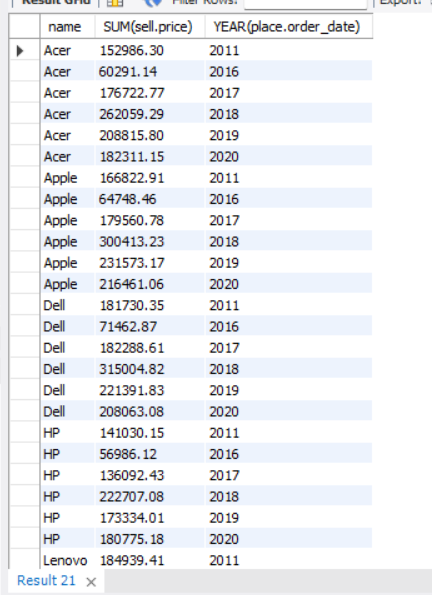 Result Grid Filter Rows: Export:
name SUM(sell.price) YEAR(place.order_date)
Acer 152986.30 2011
Acer 60291.14 2016
Acer 176722.77 2017
Acer 262059.29 2018
Acer 208815.80 2019
Acer 182311.15 2020
Apple 166822.91 2011
Apple 64748.46 2016
Apple 179560.78 2017
Apple 300413.23 2018
Apple 231573.17 2019
Apple 216461.06 2020
Dell 181730.35 2011
Dell 71462.87 2016
Dell 182288.61 2017
Dell 315004.82 2018
Dell 221391.83 2019
Dell 208063.08 2020
HP 141030.15 2011
HP 56986.12 2016
HP 136092.43 2017
HP 222707.08 2018
HP 173334.01 2019
HP 180775.18 2020
Lenovo 184939.41 2011
Result 21